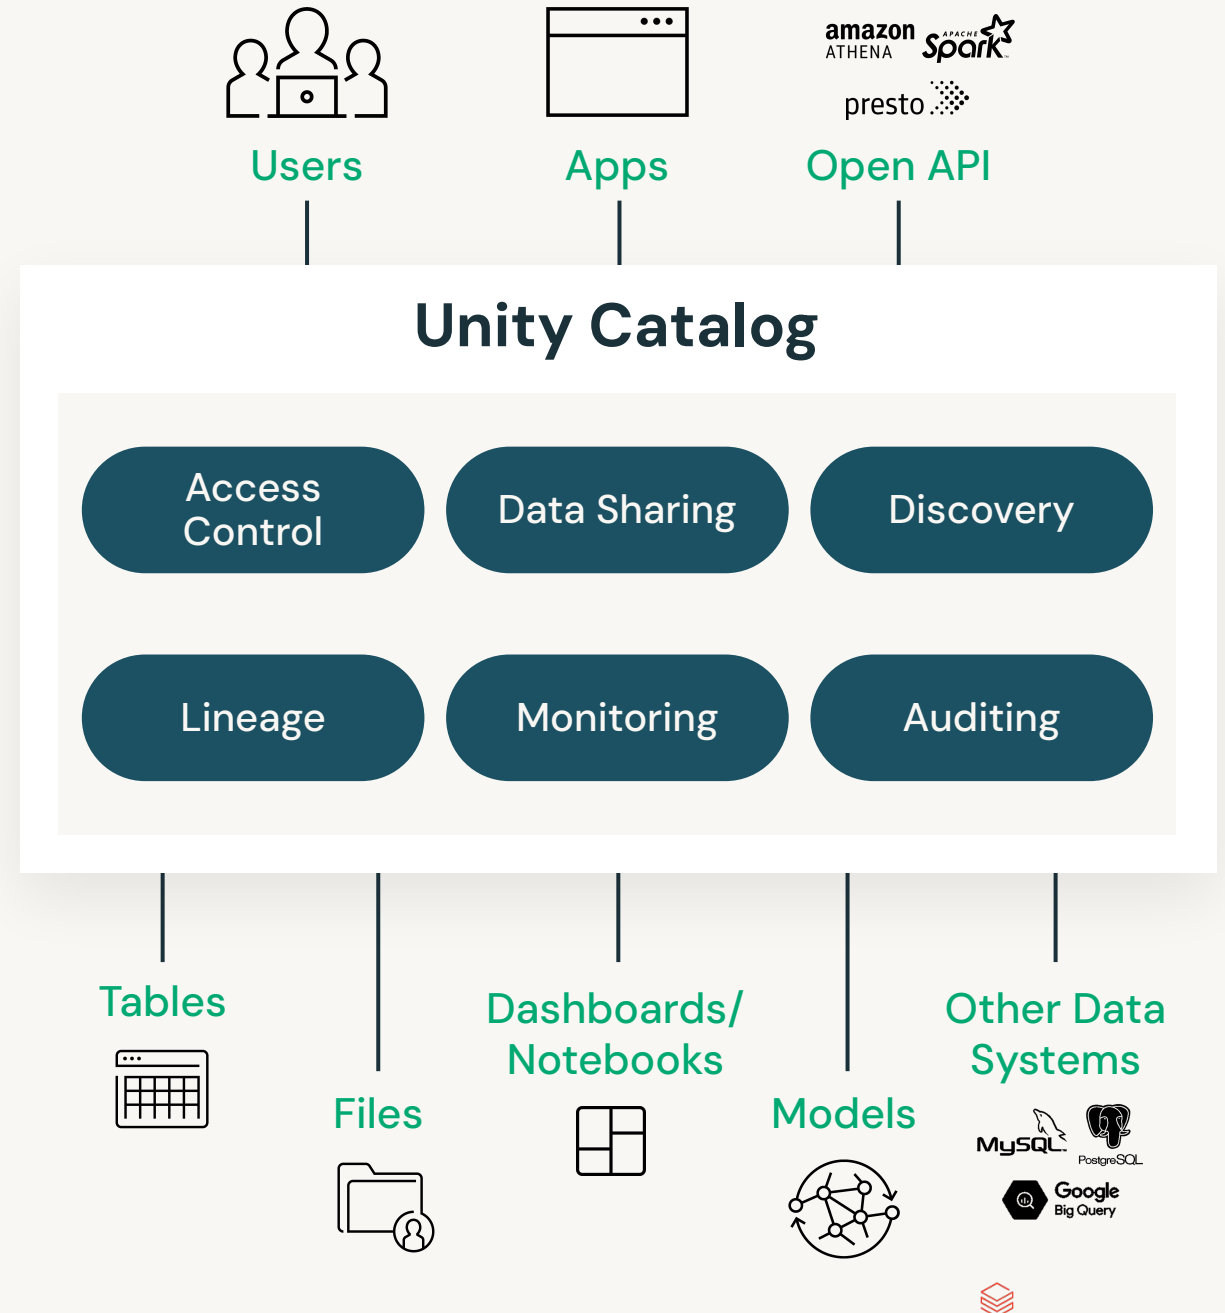 amazon
ATHENA
APACHE
Spark
presto
Users
Apps
Open API
Unity Catalog
Access
Control
Data Sharing
Discovery
Lineage
Monitoring
Auditing
Tables
Files
Dashboards/
Notebooks
Models
Other Data
Systems
MySQL
PostgreSQL
Google
Big Query